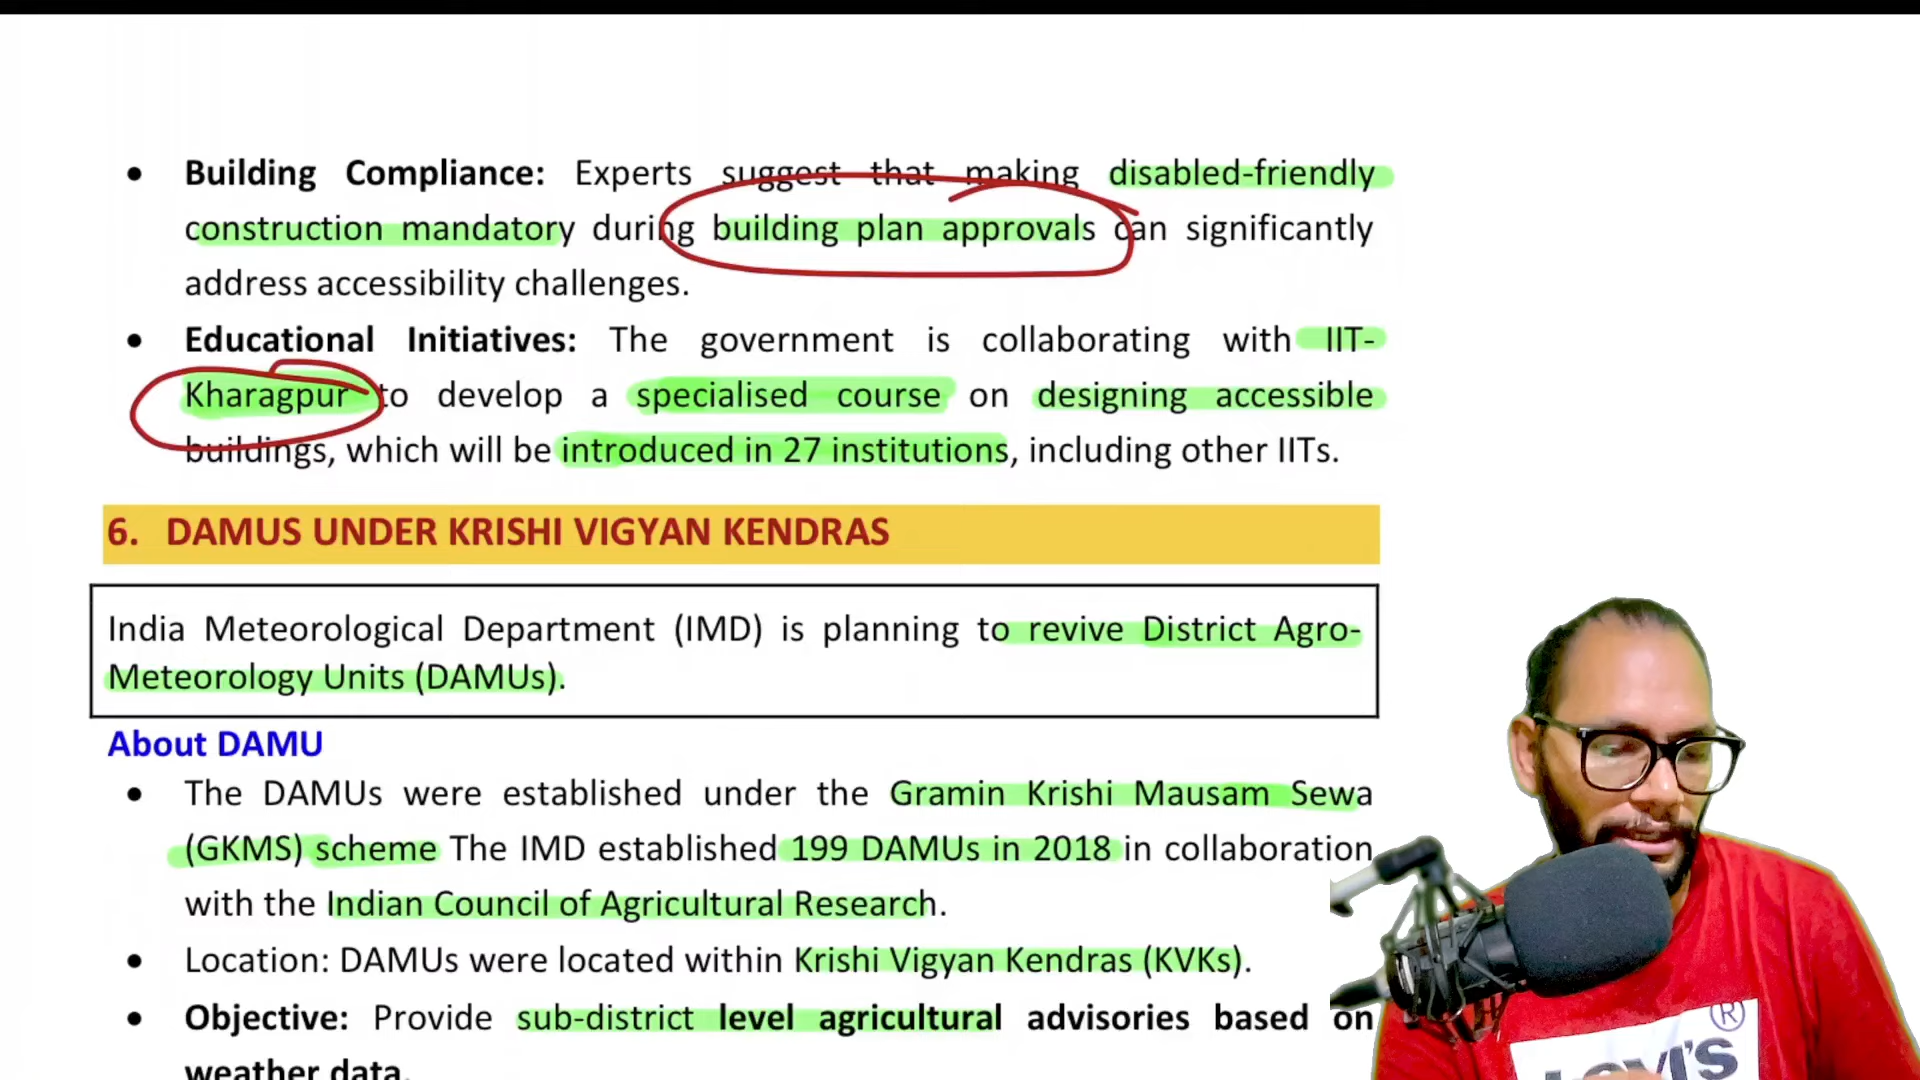 • Building Compliance: Experts suggest that making disabled-friendly
construction mandatory during building plan approvals can significantly
address accessibility challenges.
• Educational Initiatives: The government is collaborating with IIT-
Kharagpur to develop a specialised course on designing accessible
buildings, which will be introduced in 27 institutions, including other IITs.
6. DAMUS UNDER KRISHI VIGYAN KENDRAS
India Meteorological Department (IMD) is planning to revive District Agro-
Meteorology Units (DAMUs).
About DAMU
• The DAMUs were established under the Gramin Krishi Mausam Sewa
(GKMS) scheme The IMD established 199 DAMUs in 2018 in collaboration
with the Indian Council of Agricultural Research.
• Location: DAMUs were located within Krishi Vigyan Kendras (KVKs).
• Objective: Provide sub-district level agricultural advisories based on
weather data.
®
LEVI'S